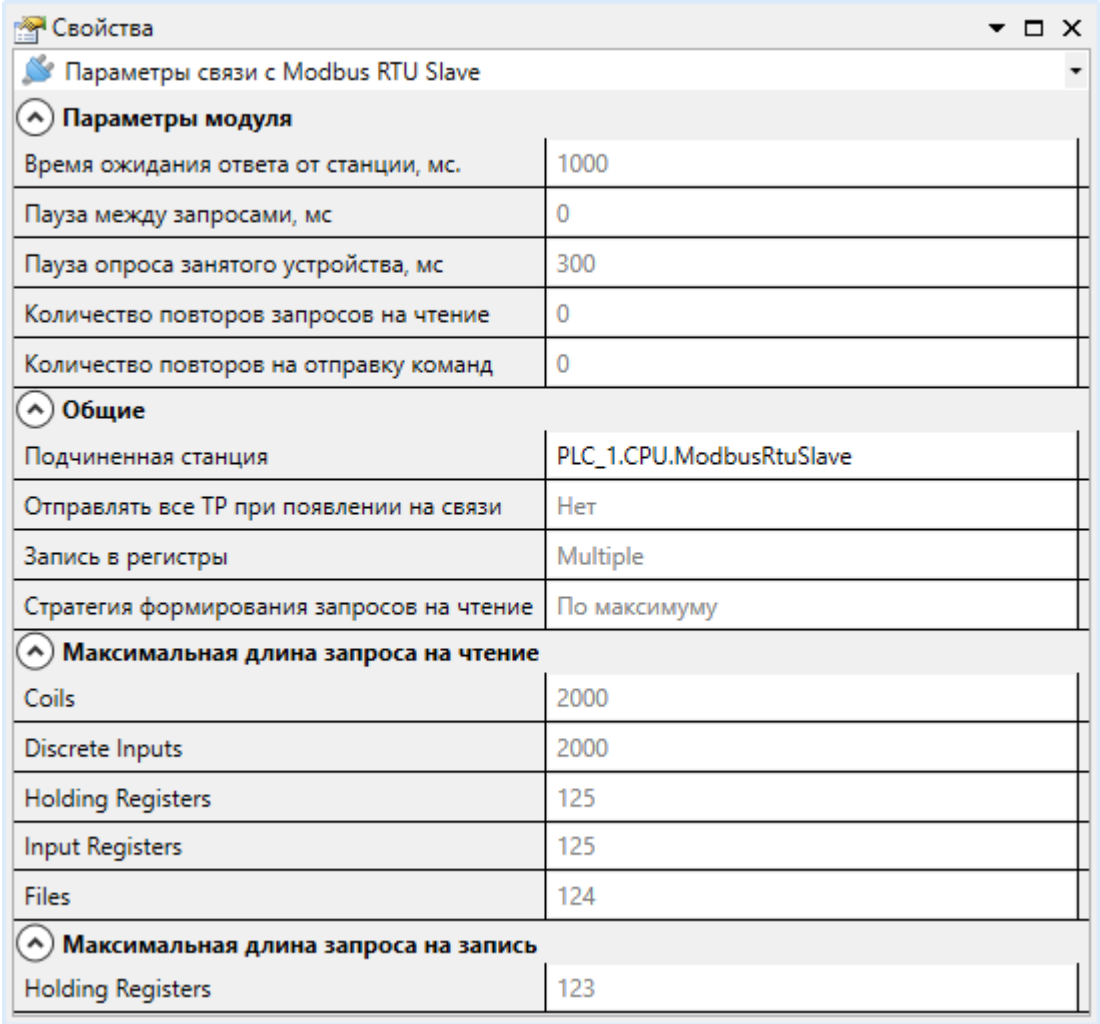 Свойства
Параметры связи с Modbus RTU Slave
Параметры модуля
Время ожидания ответа от станции, мс. 1000
Пауза между запросами, мс 0
Пауза опроса занятого устройства, мс 300
Количество повторов запросов на чтение 0
Количество повторов на отправку команд 0
Общие
Подчиненная станция PLC_1.CPU.ModbusRtuSlave
Отправлять все ТР при появлении на связи Нет
Запись в регистры Multiple
Стратегия формирования запросов на чтение По максимуму
Максимальная длина запроса на чтение
Coils 2000
Discrete Inputs 2000
Holding Registers 125
Input Registers 125
Files 124
Максимальная длина запроса на запись
Holding Registers 123